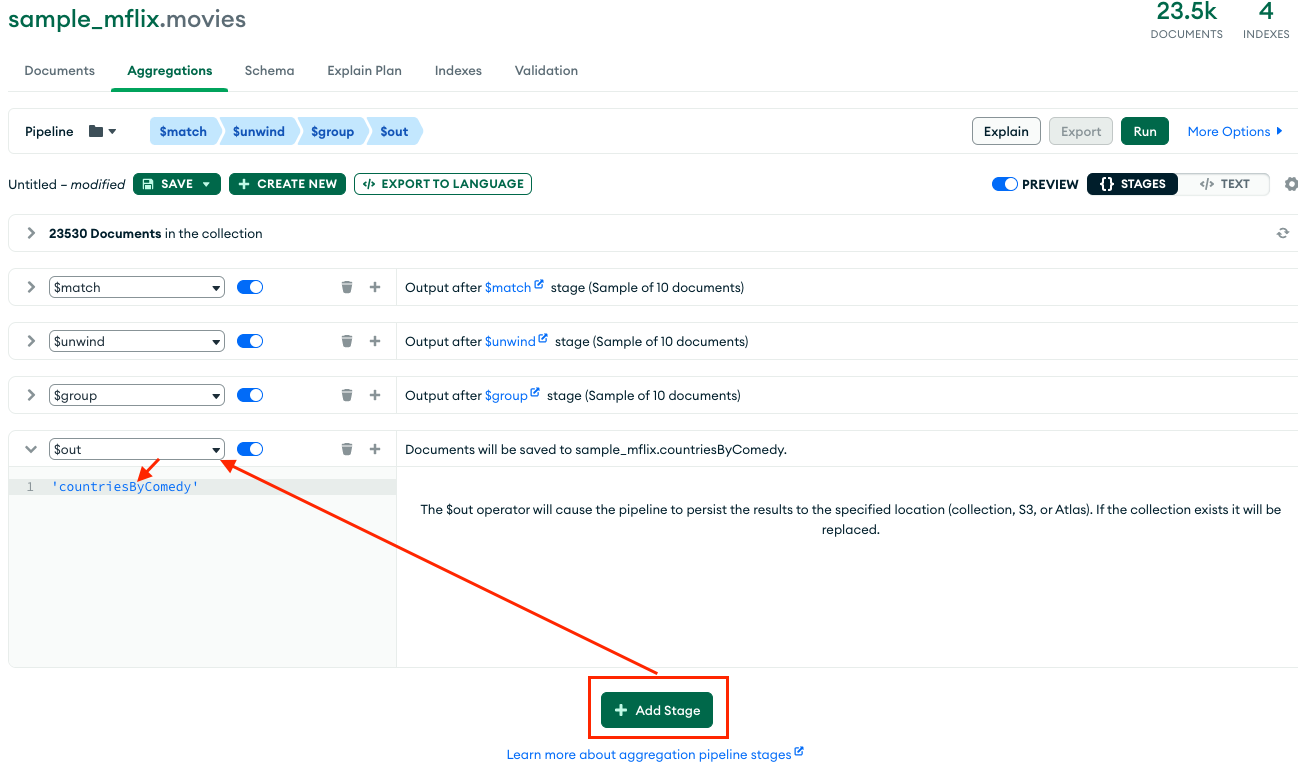 sample_mflix.movies
23.5k 4
DOCUMENTS INDEXES
Documents Aggregations Schema Explain Plan Indexes Validation
Pipeline $match $unwind $group $out Explain Export Run More Options
Untitled – modified SAVE CREATE NEW EXPORT TO LANGUAGE PREVIEW {} STAGES </> TEXT
23530 Documents in the collection
$match Output after $match stage (Sample of 10 documents)
$unwind Output after $unwind stage (Sample of 10 documents)
$group Output after $group stage (Sample of 10 documents)
$out Documents will be saved to sample_mflix.countriesByComedy.
1 'countriesByComedy'
The $out operator will cause the pipeline to persist the results to the specified location (collection, S3, or Atlas). If the collection exists it will be
replaced.
+ Add Stage
Learn more about aggregation pipeline stages